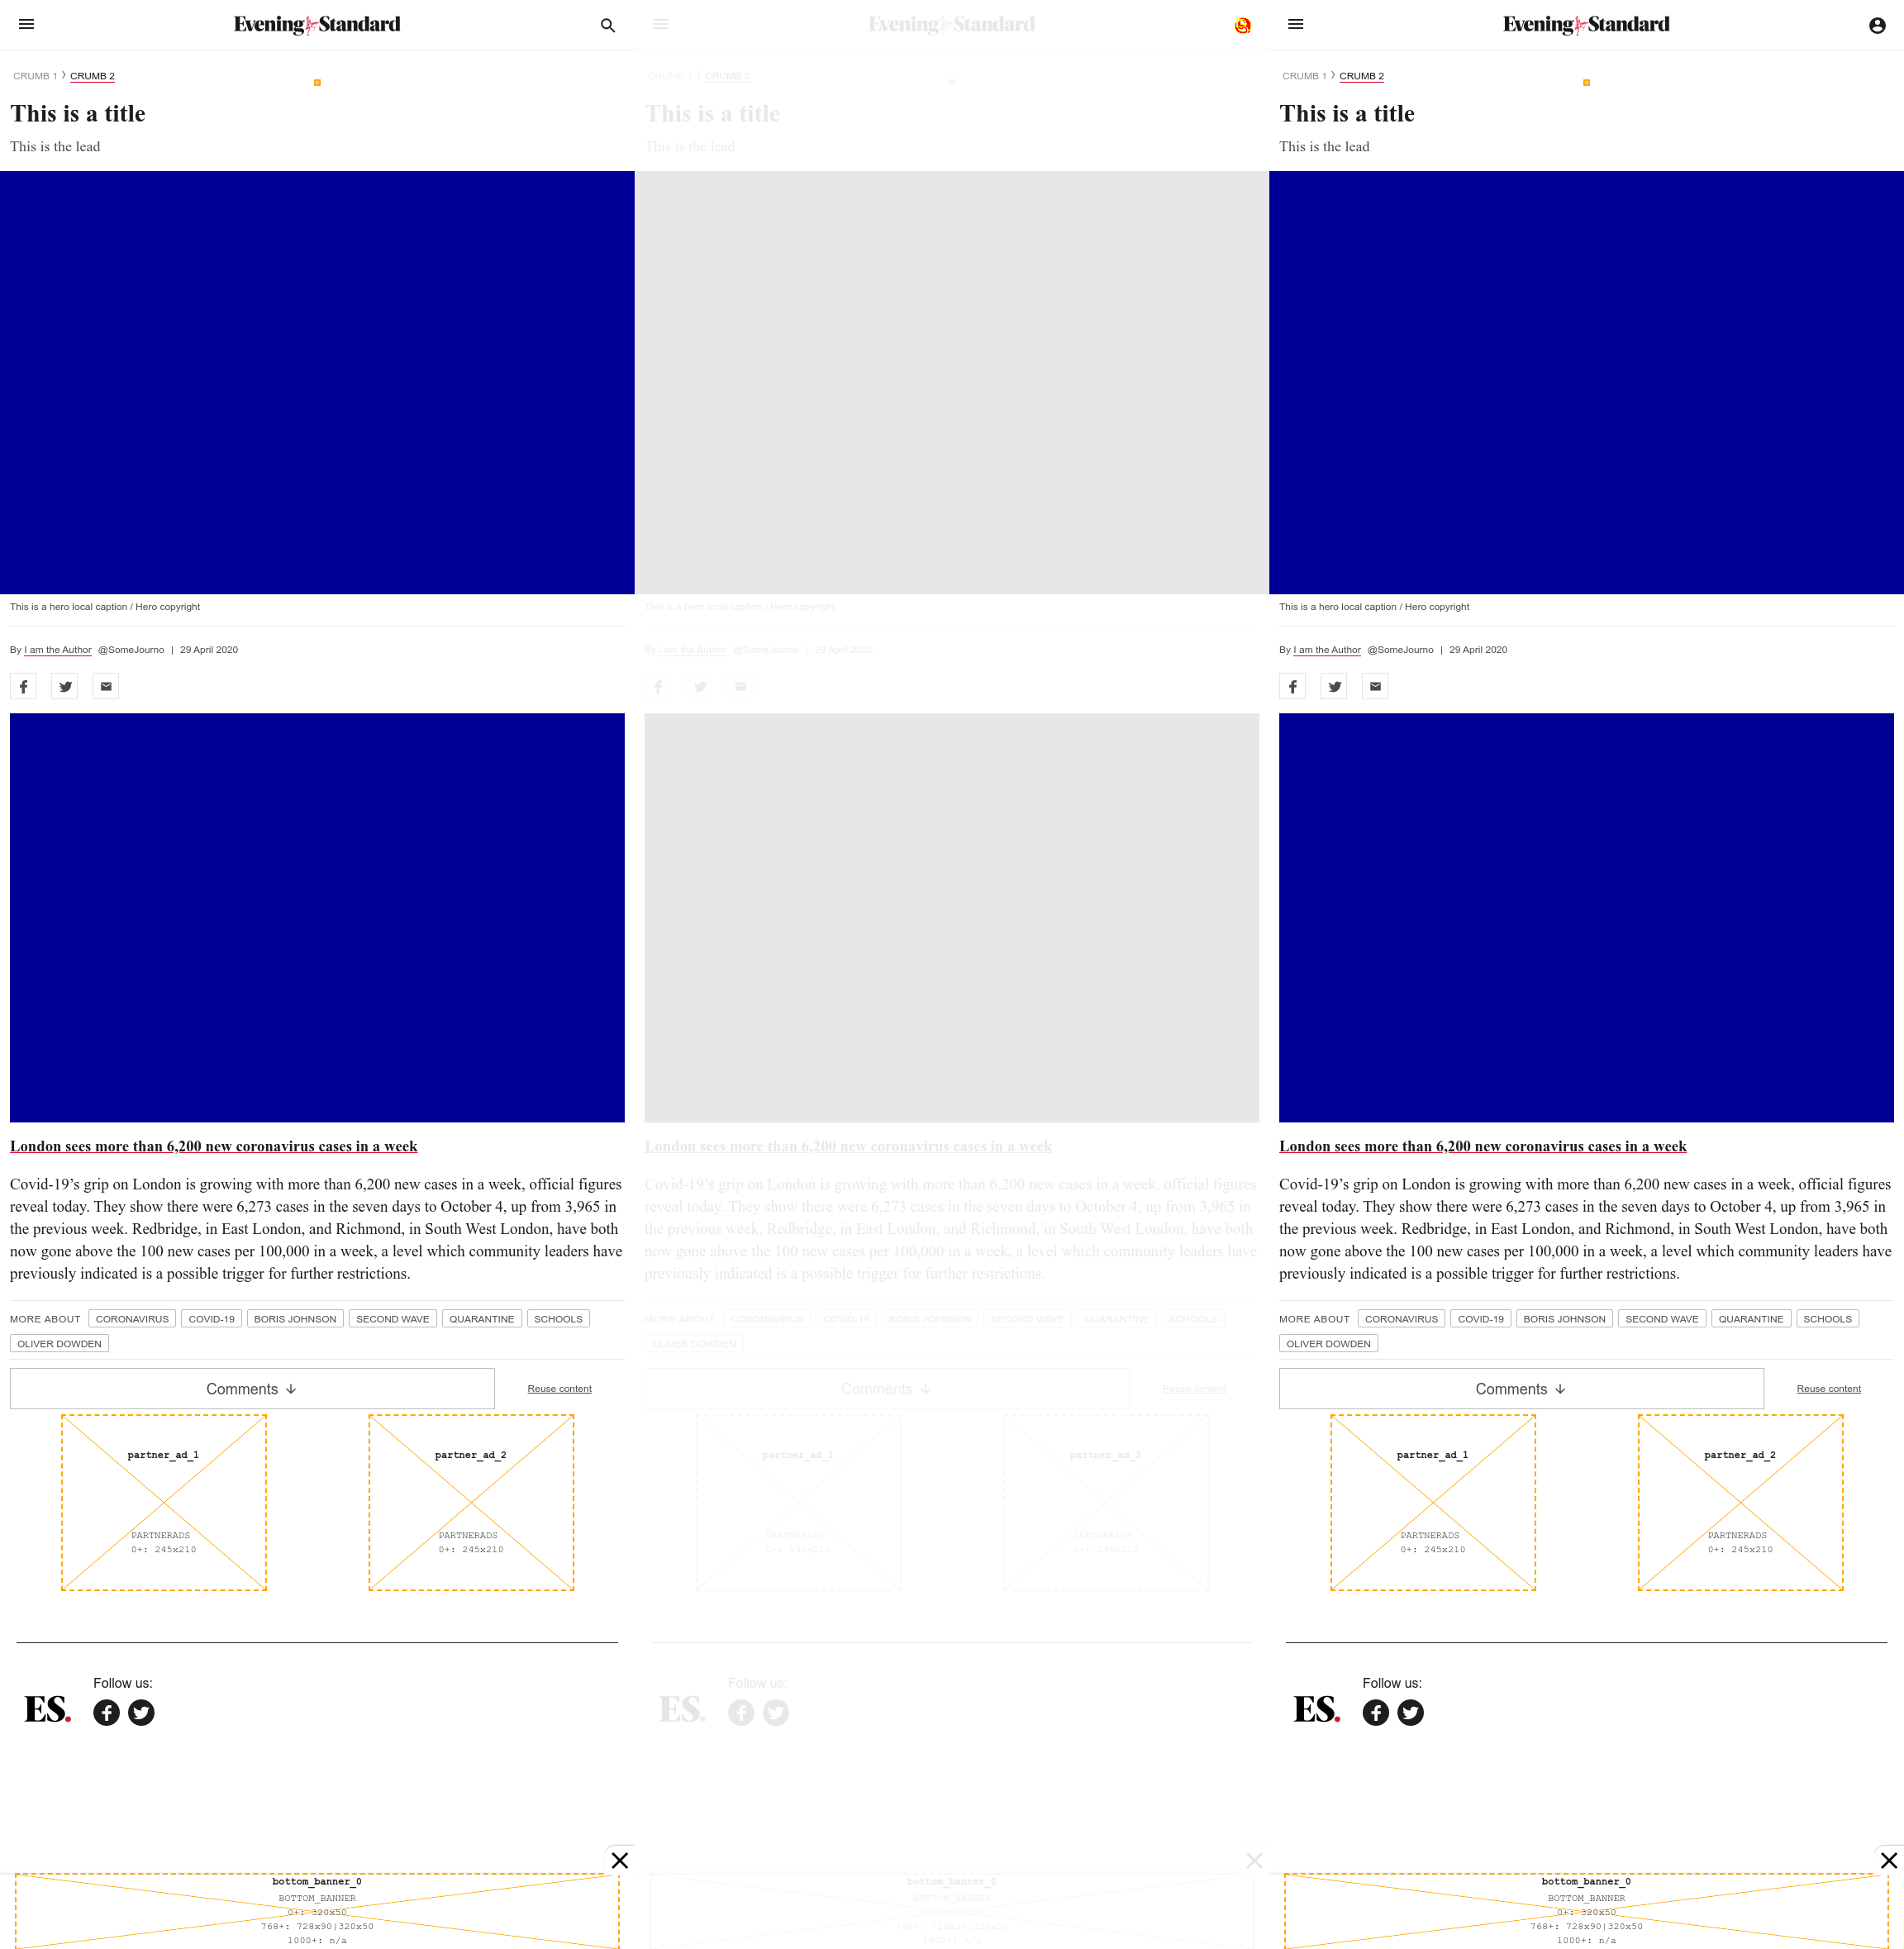 Evening Standard
CRUMB 1 › CRUMB 2
This is a title
This is the lead
This is a hero local caption / Hero copyright
By I am the Author @SomeJourno | 29 April 2020
London sees more than 6,200 new coronavirus cases in a week
Covid-19’s grip on London is growing with more than 6,200 new cases in a week, official figures
reveal today. They show there were 6,273 cases in the seven days to October 4, up from 3,965 in
the previous week. Redbridge, in East London, and Richmond, in South West London, have both
now gone above the 100 new cases per 100,000 in a week, a level which community leaders have
previously indicated is a possible trigger for further restrictions.
MORE ABOUT CORONAVIRUS COVID-19 BORIS JOHNSON SECOND WAVE QUARANTINE SCHOOLS
OLIVER DOWDEN
Comments ↓ Reuse content
partner_ad_1 partner_ad_2
PARTNERADS PARTNERADS
0+: 245x210 0+: 245x210
Follow us:
ES.
bottom_banner_0
BOTTOM_BANNER
0+: 320x50
768+: 728x90|320x50
1000+: n/a
Evening Standard
CRUMB 1 › CRUMB 2
This is a title
This is the lead
This is a hero local caption / Hero copyright
By I am the Author @SomeJourno | 29 April 2020
London sees more than 6,200 new coronavirus cases in a week
Covid-19’s grip on London is growing with more than 6,200 new cases in a week, official figures
reveal today. They show there were 6,273 cases in the seven days to October 4, up from 3,965 in
the previous week. Redbridge, in East London, and Richmond, in South West London, have both
now gone above the 100 new cases per 100,000 in a week, a level which community leaders have
previously indicated is a possible trigger for further restrictions.
MORE ABOUT CORONAVIRUS COVID-19 BORIS JOHNSON SECOND WAVE QUARANTINE SCHOOLS
OLIVER DOWDEN
Comments ↓ Reuse content
partner_ad_1 partner_ad_2
PARTNERADS PARTNERADS
0+: 245x210 0+: 245x210
Follow us:
ES.
bottom_banner_0
BOTTOM_BANNER
0+: 320x50
768+: 728x90|320x50
1000+: n/a
Evening Standard
CRUMB 1 › CRUMB 2
This is a title
This is the lead
This is a hero local caption / Hero copyright
By I am the Author @SomeJourno | 29 April 2020
London sees more than 6,200 new coronavirus cases in a week
Covid-19’s grip on London is growing with more than 6,200 new cases in a week, official figures
reveal today. They show there were 6,273 cases in the seven days to October 4, up from 3,965 in
the previous week. Redbridge, in East London, and Richmond, in South West London, have both
now gone above the 100 new cases per 100,000 in a week, a level which community leaders have
previously indicated is a possible trigger for further restrictions.
MORE ABOUT CORONAVIRUS COVID-19 BORIS JOHNSON SECOND WAVE QUARANTINE SCHOOLS
OLIVER DOWDEN
Comments ↓ Reuse content
partner_ad_1 partner_ad_2
PARTNERADS PARTNERADS
0+: 245x210 0+: 245x210
Follow us:
ES.
bottom_banner_0
BOTTOM_BANNER
0+: 320x50
768+: 728x90|320x50
1000+: n/a